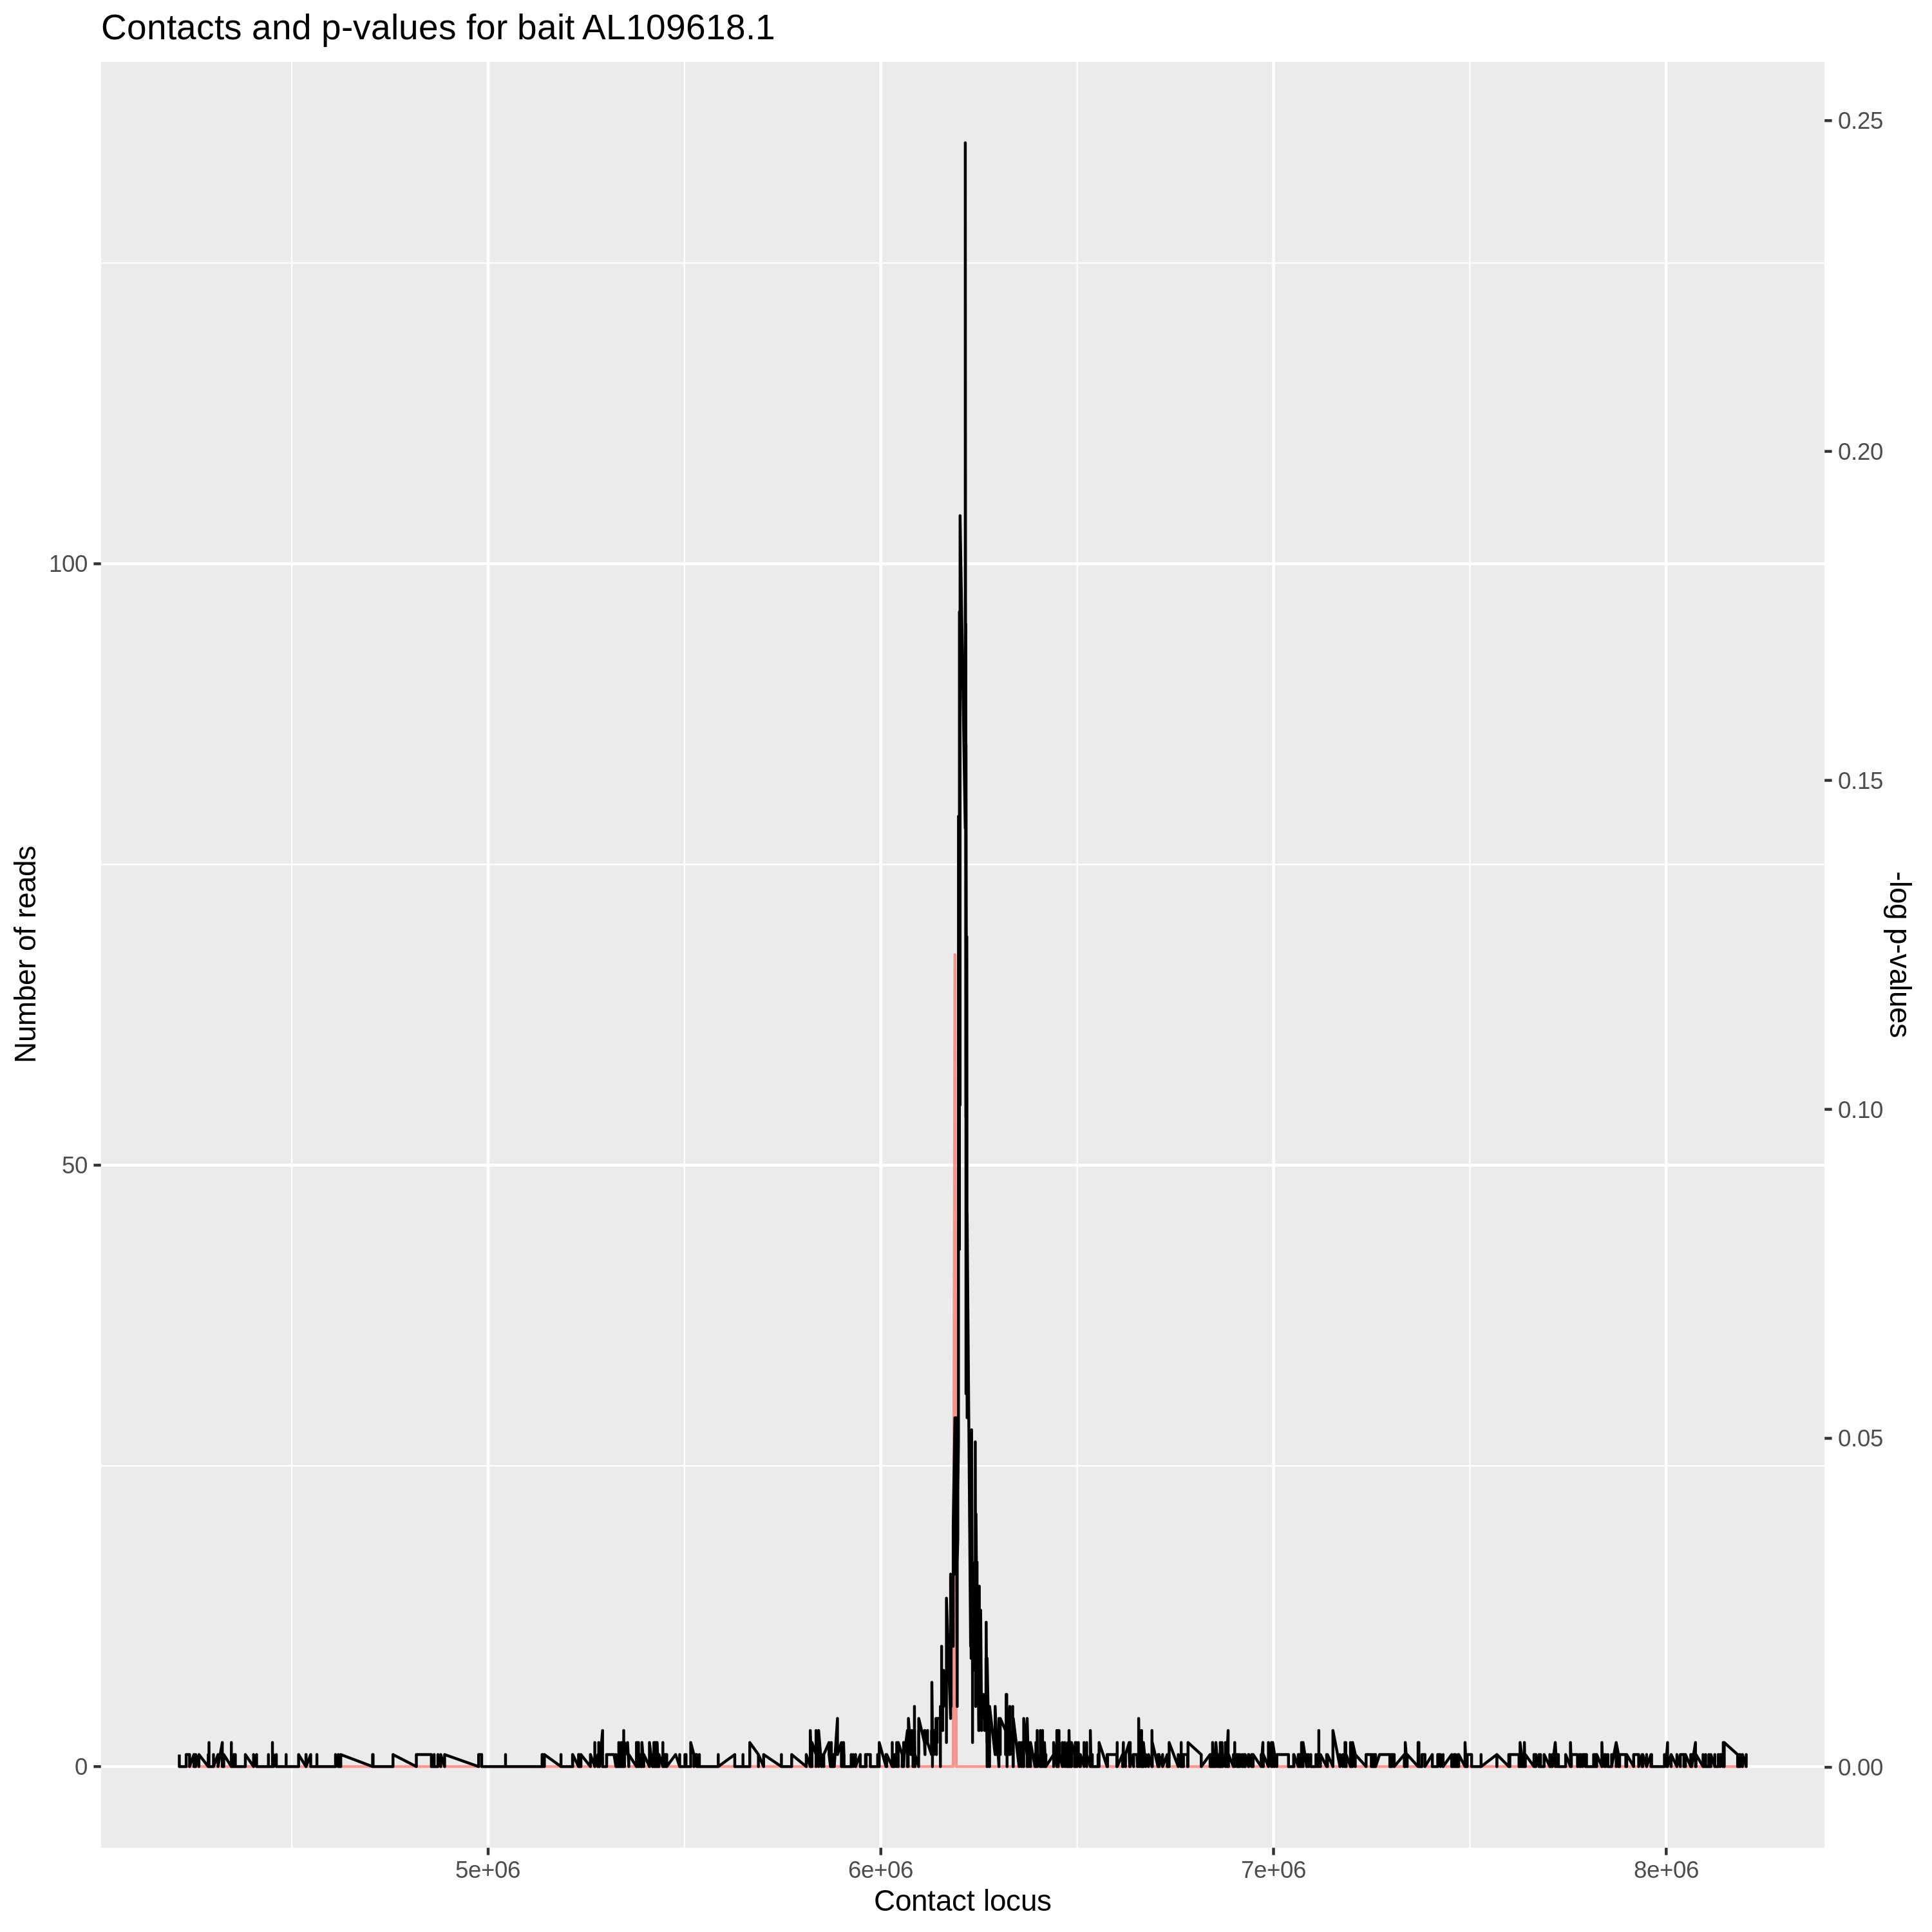 Contacts and p-values for bait AL109618.1
Number of reads
100
50
0
0.25
0.20
0.15
0.10
0.05
0.00
-log p-values
5e+06 6e+06 7e+06 8e+06
Contact locus